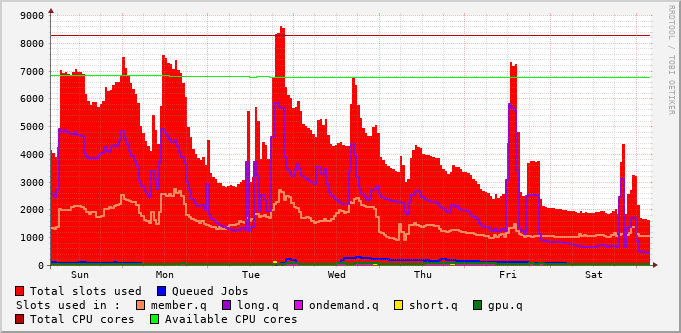 9000
8000
7000
6000
5000
4000
3000
2000
1000
0
Sun Mon Tue Wed Thu Fri Sat
RRDTOOL / TOBI OETIKER
Total slots used Queued Jobs
Slots used in : member.q long.q ondemand.q short.q gpu.q
Total CPU cores Available CPU cores